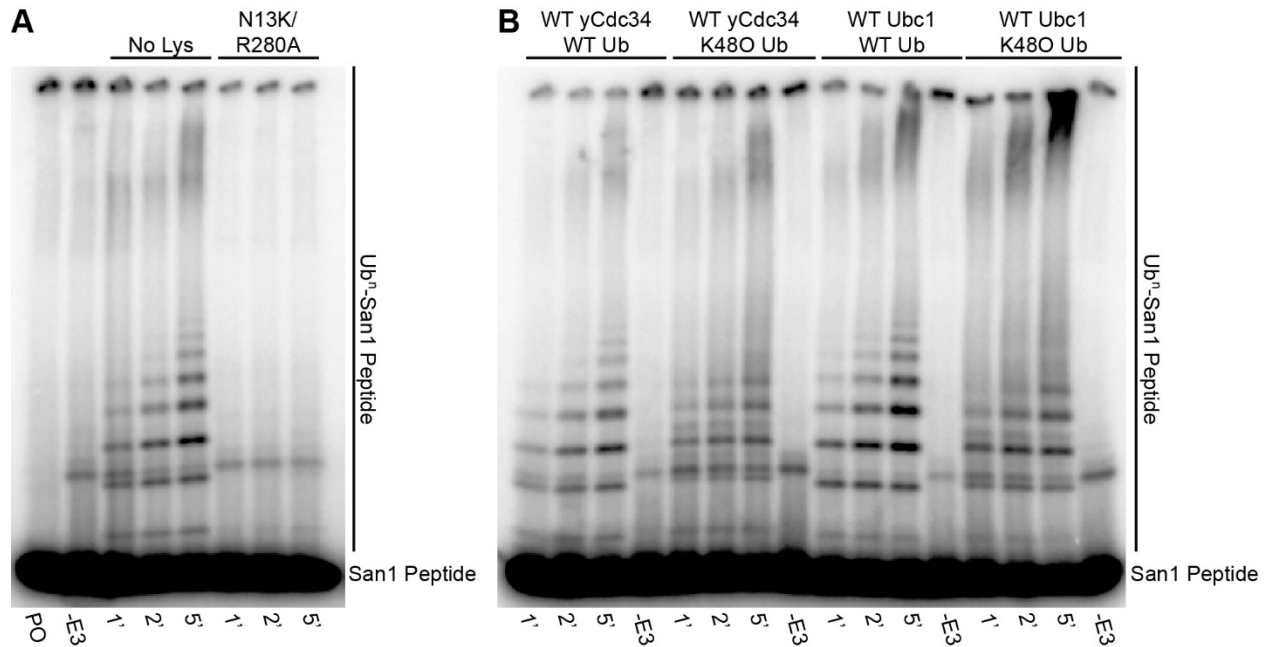 A
No Lys
N13K/
R280A
Ubⁿ-San1 Peptide
San1 Peptide
PO
-E3
1'
2'
5'
1'
2'
5'
B
WT yCdc34
WT Ub
WT yCdc34
K48O Ub
WT Ubc1
WT Ub
WT Ubc1
K48O Ub
Ubⁿ-San1 Peptide
San1 Peptide
1'
2'
5'
-E3
1'
2'
5'
-E3
1'
2'
5'
-E3
1'
2'
5'
-E3